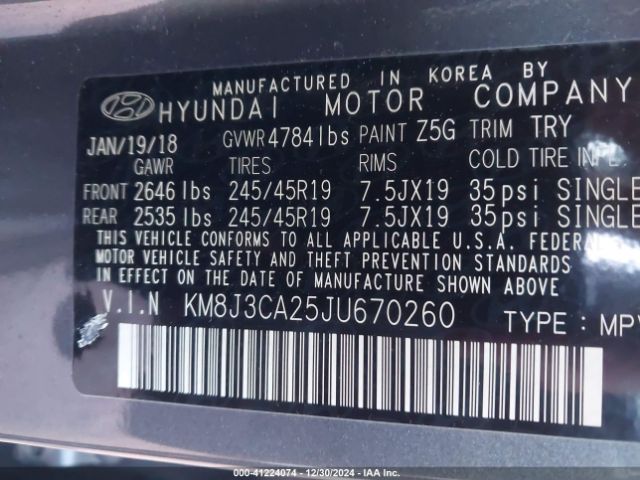 MANUFACTURED IN KOREA BY
HYUNDAI MOTOR COMPANY
JAN/19/18 GVWR 4784 lbs PAINT Z5G TRIM TRY
GAWR TIRES RIMS COLD TIRE INFL
FRONT 2646 lbs 245/45R19 7.5JX19 35psi SINGLE
REAR 2535 lbs 245/45R19 7.5JX19 35psi SINGLE
THIS VEHICLE CONFORMS TO ALL APPLICABLE U.S.A. FEDERAL
MOTOR VEHICLE SAFETY AND THEFT PREVENTION STANDARDS
IN EFFECT ON THE DATE OF MANUFACTURE SHOWN ABOVE
V.I.N KM8J3CA25JU670260 TYPE : MPV
000-41224074 - 12/30/2024 - IAA Inc.